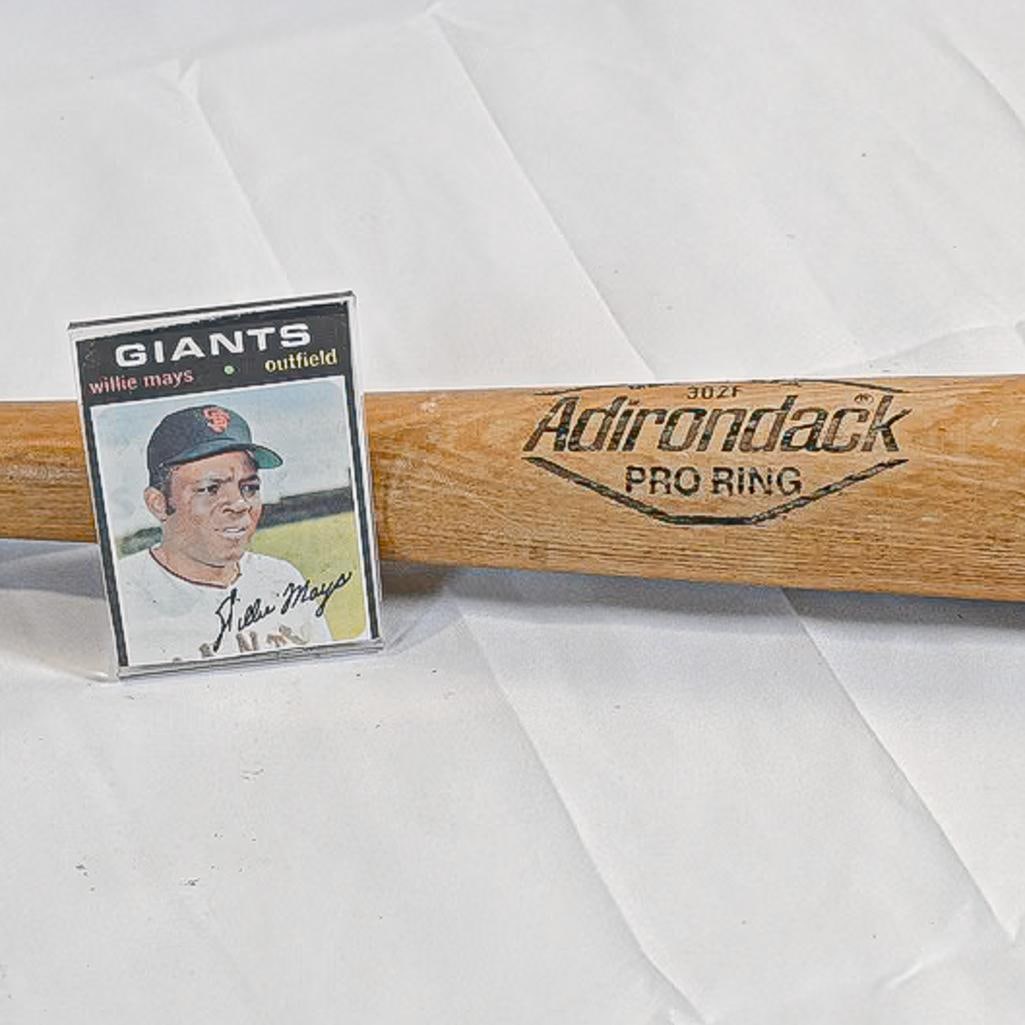 GIANTS
willie mays • outfield
Willie Mays
302F
Adirondack®
PRO RING